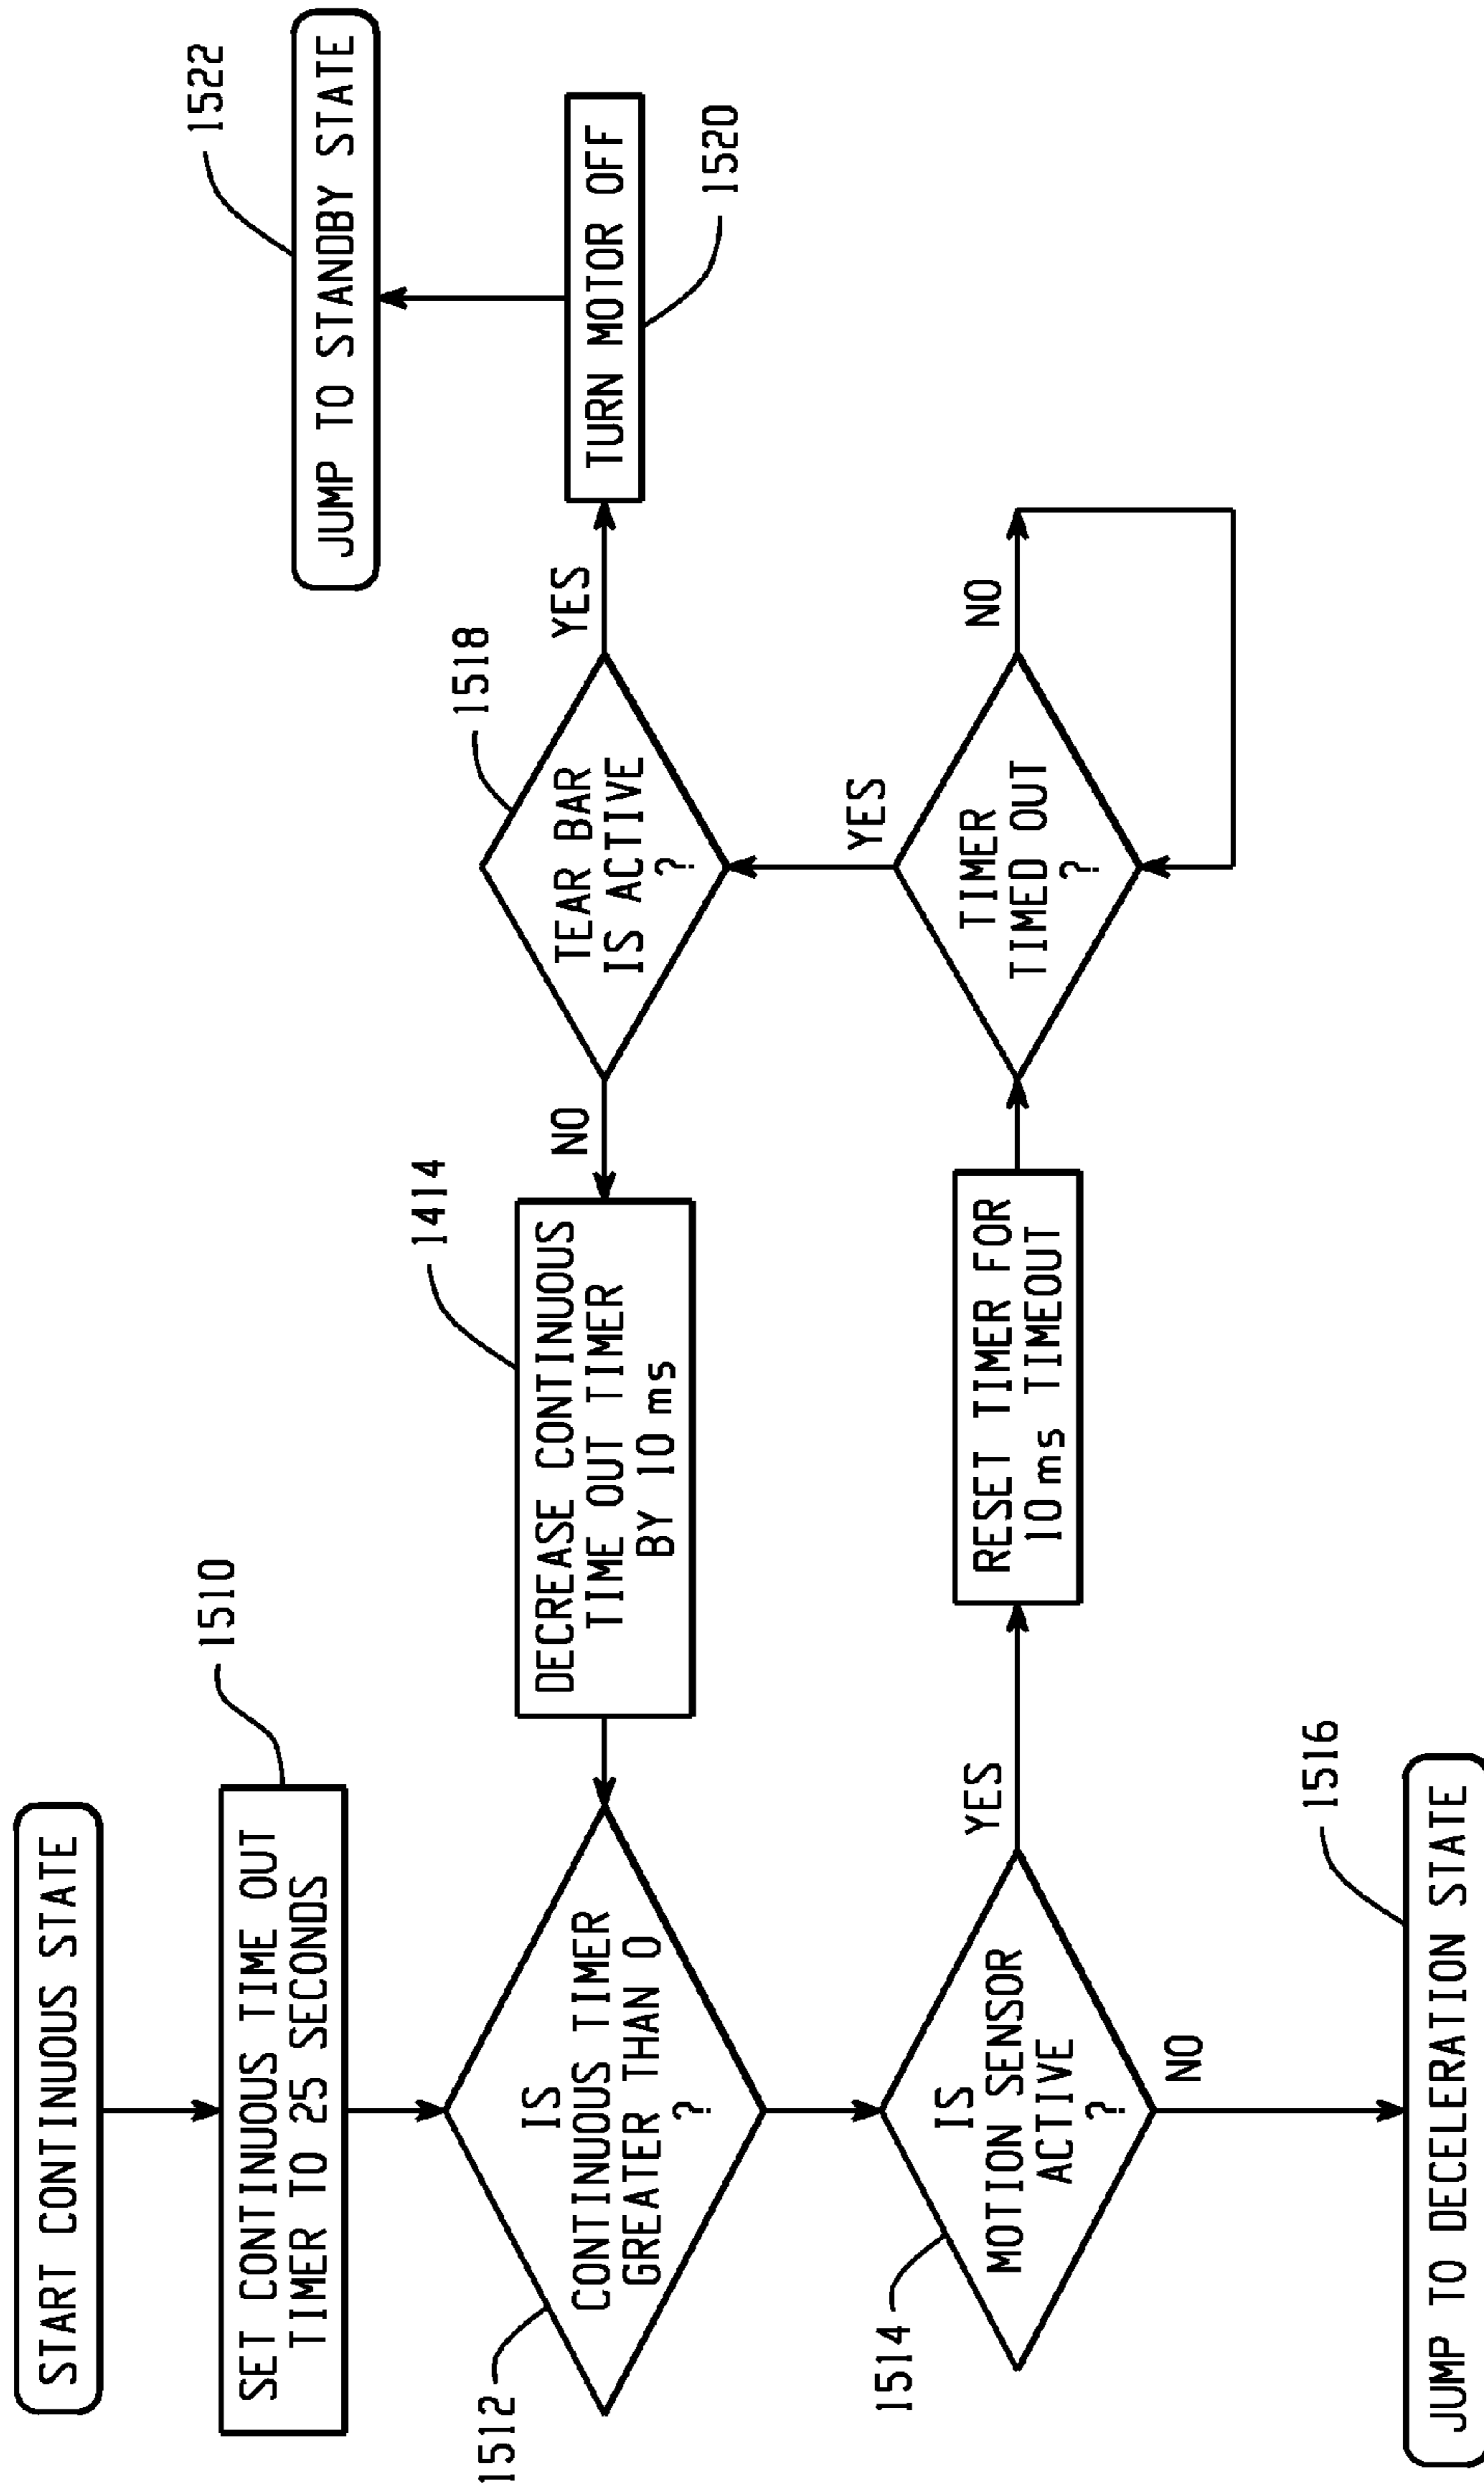 START CONTINUOUS STATE
1510
SET CONTINUOUS TIME OUT
TIMER TO 25 SECONDS
1512
IS
CONTINUOUS TIMER
GREATER THAN 0
?
1414
DECREASE CONTINUOUS
TIME OUT TIMER
BY 10 ms
NO
1518
TEAR BAR
IS ACTIVE
?
YES
TURN MOTOR OFF
1520
1522
JUMP TO STANDBY STATE
1514
IS
MOTION SENSOR
ACTIVE
?
YES
RESET TIMER FOR
10 ms TIMEOUT
TIMER
TIMED OUT
?
YES
NO
NO
1516
JUMP TO DECELERATION STATE